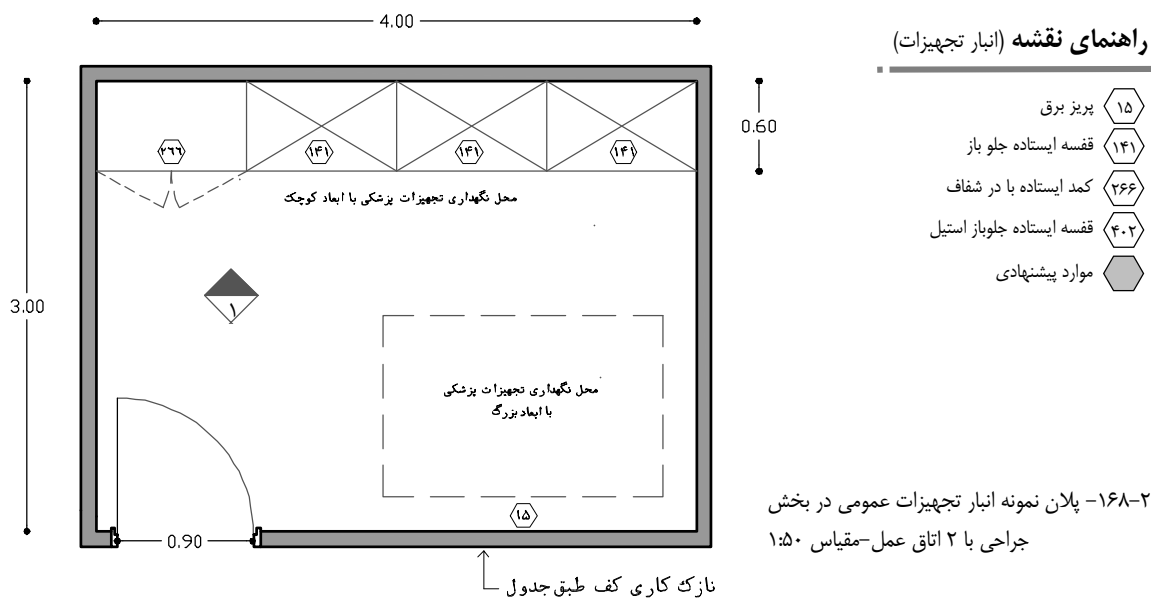 راهنمای نقشه (انبار تجهیزات)
۱۵ پریز برق
۱۴۱ قفسه ایستاده جلو باز
۲۶۶ کمد ایستاده با در شفاف
۴۰۲ قفسه ایستاده جلوباز استیل
موارد پیشنهادی
4.00
3.00
0.60
۲۶۶
۱۴۱
۱۴۱
۱۴۱
محل نگهداری تجهیزات پزشکی با ابعاد کوچک
۱
محل نگهداری تجهیزات پزشکی
با ابعاد بزرگ
۱۵
0.90
نازک کاری کف طبق جدول
۲-۱۶۸- پلان نمونه انبار تجهیزات عمومی در بخش
جراحی با ۲ اتاق عمل-مقیاس ۱:۵۰